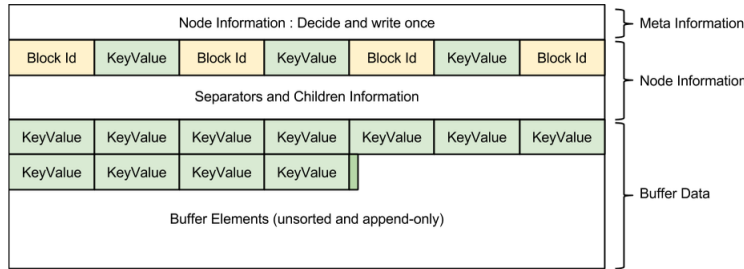 Node Information : Decide and write once
Meta Information
Block Id KeyValue Block Id KeyValue Block Id KeyValue Block Id
Node Information
Separators and Children Information
KeyValue KeyValue KeyValue KeyValue KeyValue KeyValue KeyValue
KeyValue KeyValue KeyValue KeyValue
Buffer Data
Buffer Elements (unsorted and append-only)